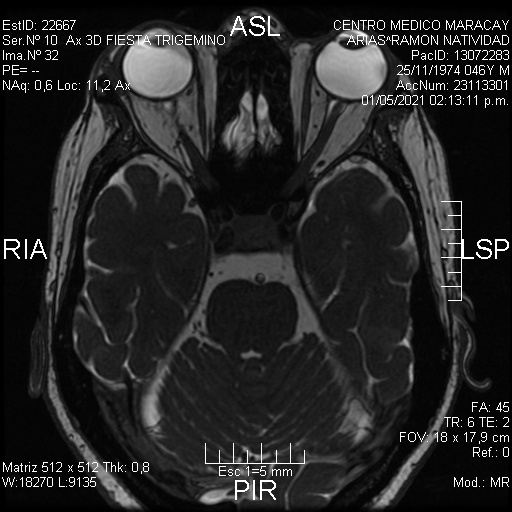 EstID: 22667
Ser.Nº 10 Ax 3D FIESTA TRIGEMINO
Ima.Nº 32
PE= --
NAq: 0,6 Loc: 11,2 Ax
ASL
CENTRO MEDICO MARACAY
ARIAS^RAMON NATIVIDAD
PacID: 13072283
25/11/1974 046Y M
AccNum: 23113301
01/05/2021 02:13:11 p.m.
RIA
LSP
FA: 45
TR: 6 TE: 2
FOV: 18 x 17,9 cm
Ref.: 0
Matriz 512 x 512 Thk: 0,8
W:18270 L:9135
Esc 1=5 mm
PIR
Mod.: MR